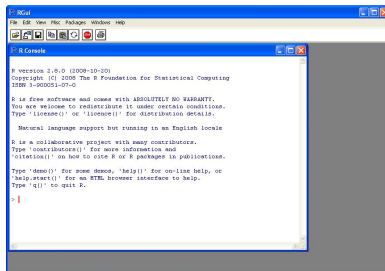 RGui
File Edit View Misc Packages Windows Help
R Console
R version 2.8.0 (2008-10-20)
Copyright (C) 2008 The R Foundation for Statistical Computing
ISBN 3-900051-07-0
R is free software and comes with ABSOLUTELY NO WARRANTY.
You are welcome to redistribute it under certain conditions.
Type 'license()' or 'licence()' for distribution details.
Natural language support but running in an English locale
R is a collaborative project with many contributors.
Type 'contributors()' for more information and
'citation()' on how to cite R or R packages in publications.
Type 'demo()' for some demos, 'help()' for on-line help, or
'help.start()' for an HTML browser interface to help.
Type 'q()' to quit R.
>